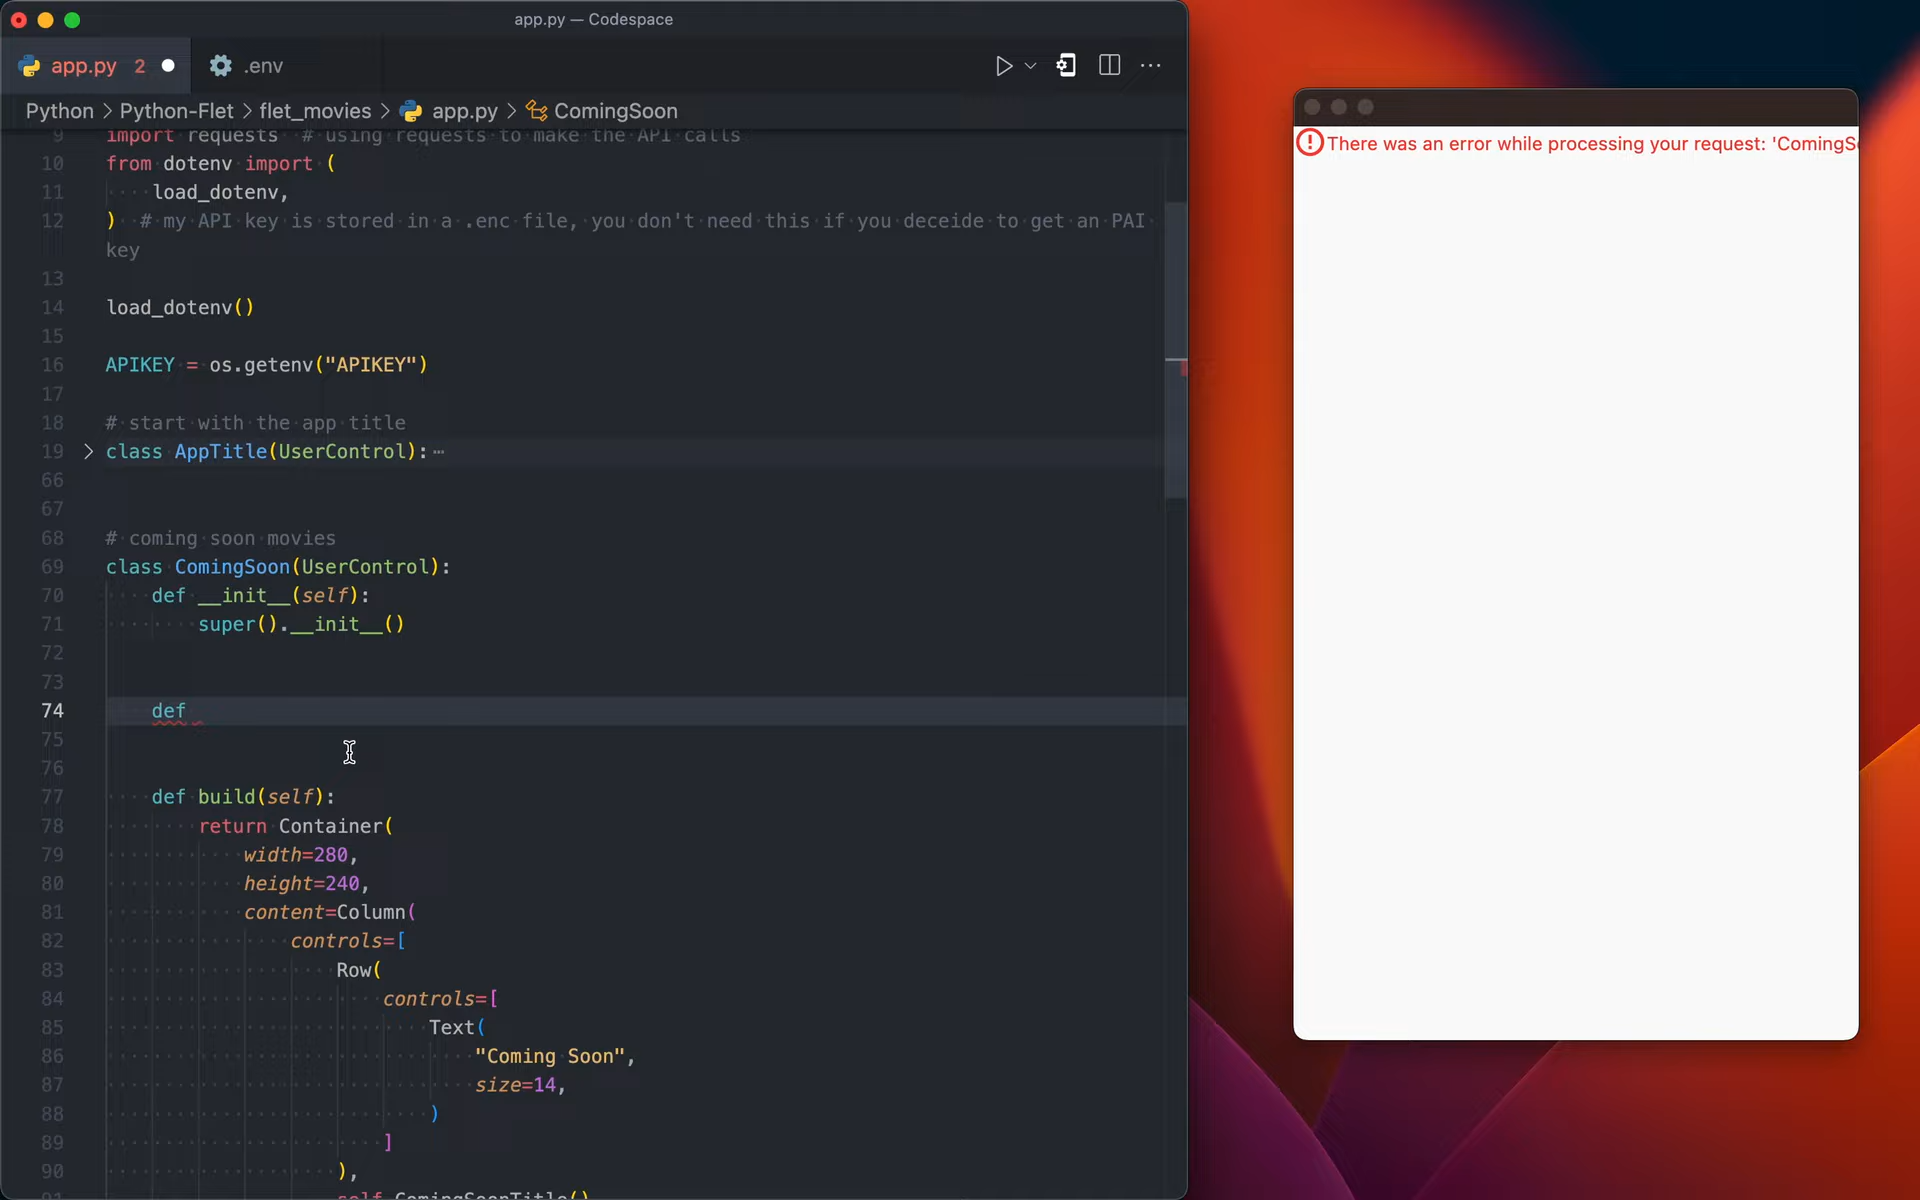 app.py — Codespace
app.py 2
.env
Python > Python-Flet > flet_movies > app.py > ComingSoon
9 import requests # using requests to make the API calls
10 from dotenv import (
11 load_dotenv,
12 ) # my API key is stored in a .enc file, you don't need this if you deceide to get an PAI
key
13
14 load_dotenv()
15
16 APIKEY = os.getenv("APIKEY")
17
18 # start with the app title
19 class AppTitle(UserControl):
66
67
68 # coming soon movies
69 class ComingSoon(UserControl):
70 def __init__(self):
71 super().__init__()
72
73
74 def
75
76
77 def build(self):
78 return Container(
79 width=280,
80 height=240,
81 content=Column(
82 controls=[
83 Row(
84 controls=[
85 Text(
86 "Coming Soon",
87 size=14,
88 )
89 ]
90 ),
91 self.ComingSoonTitle()
There was an error while processing your request: 'ComingS